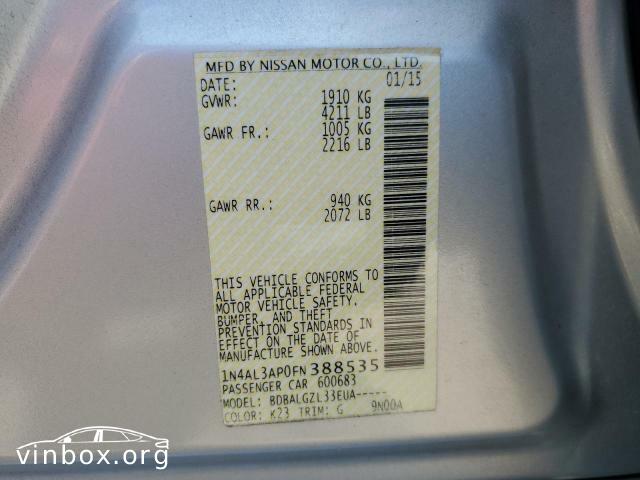 MFD BY NISSAN MOTOR CO., LTD.
DATE: 01/15
GVWR: 1910 KG
4211 LB
GAWR FR.: 1005 KG
2216 LB
GAWR RR.: 940 KG
2072 LB
THIS VEHICLE CONFORMS TO
ALL APPLICABLE FEDERAL
MOTOR VEHICLE SAFETY,
BUMPER, AND THEFT
PREVENTION STANDARDS IN
EFFECT ON THE DATE OF
MANUFACTURE SHOWN ABOVE.
1N4AL3AP0FN388535
PASSENGER CAR 600683
MODEL: BDBALGZL33EUA-----
COLOR: K23 TRIM: G 9N00A
vinbox.org